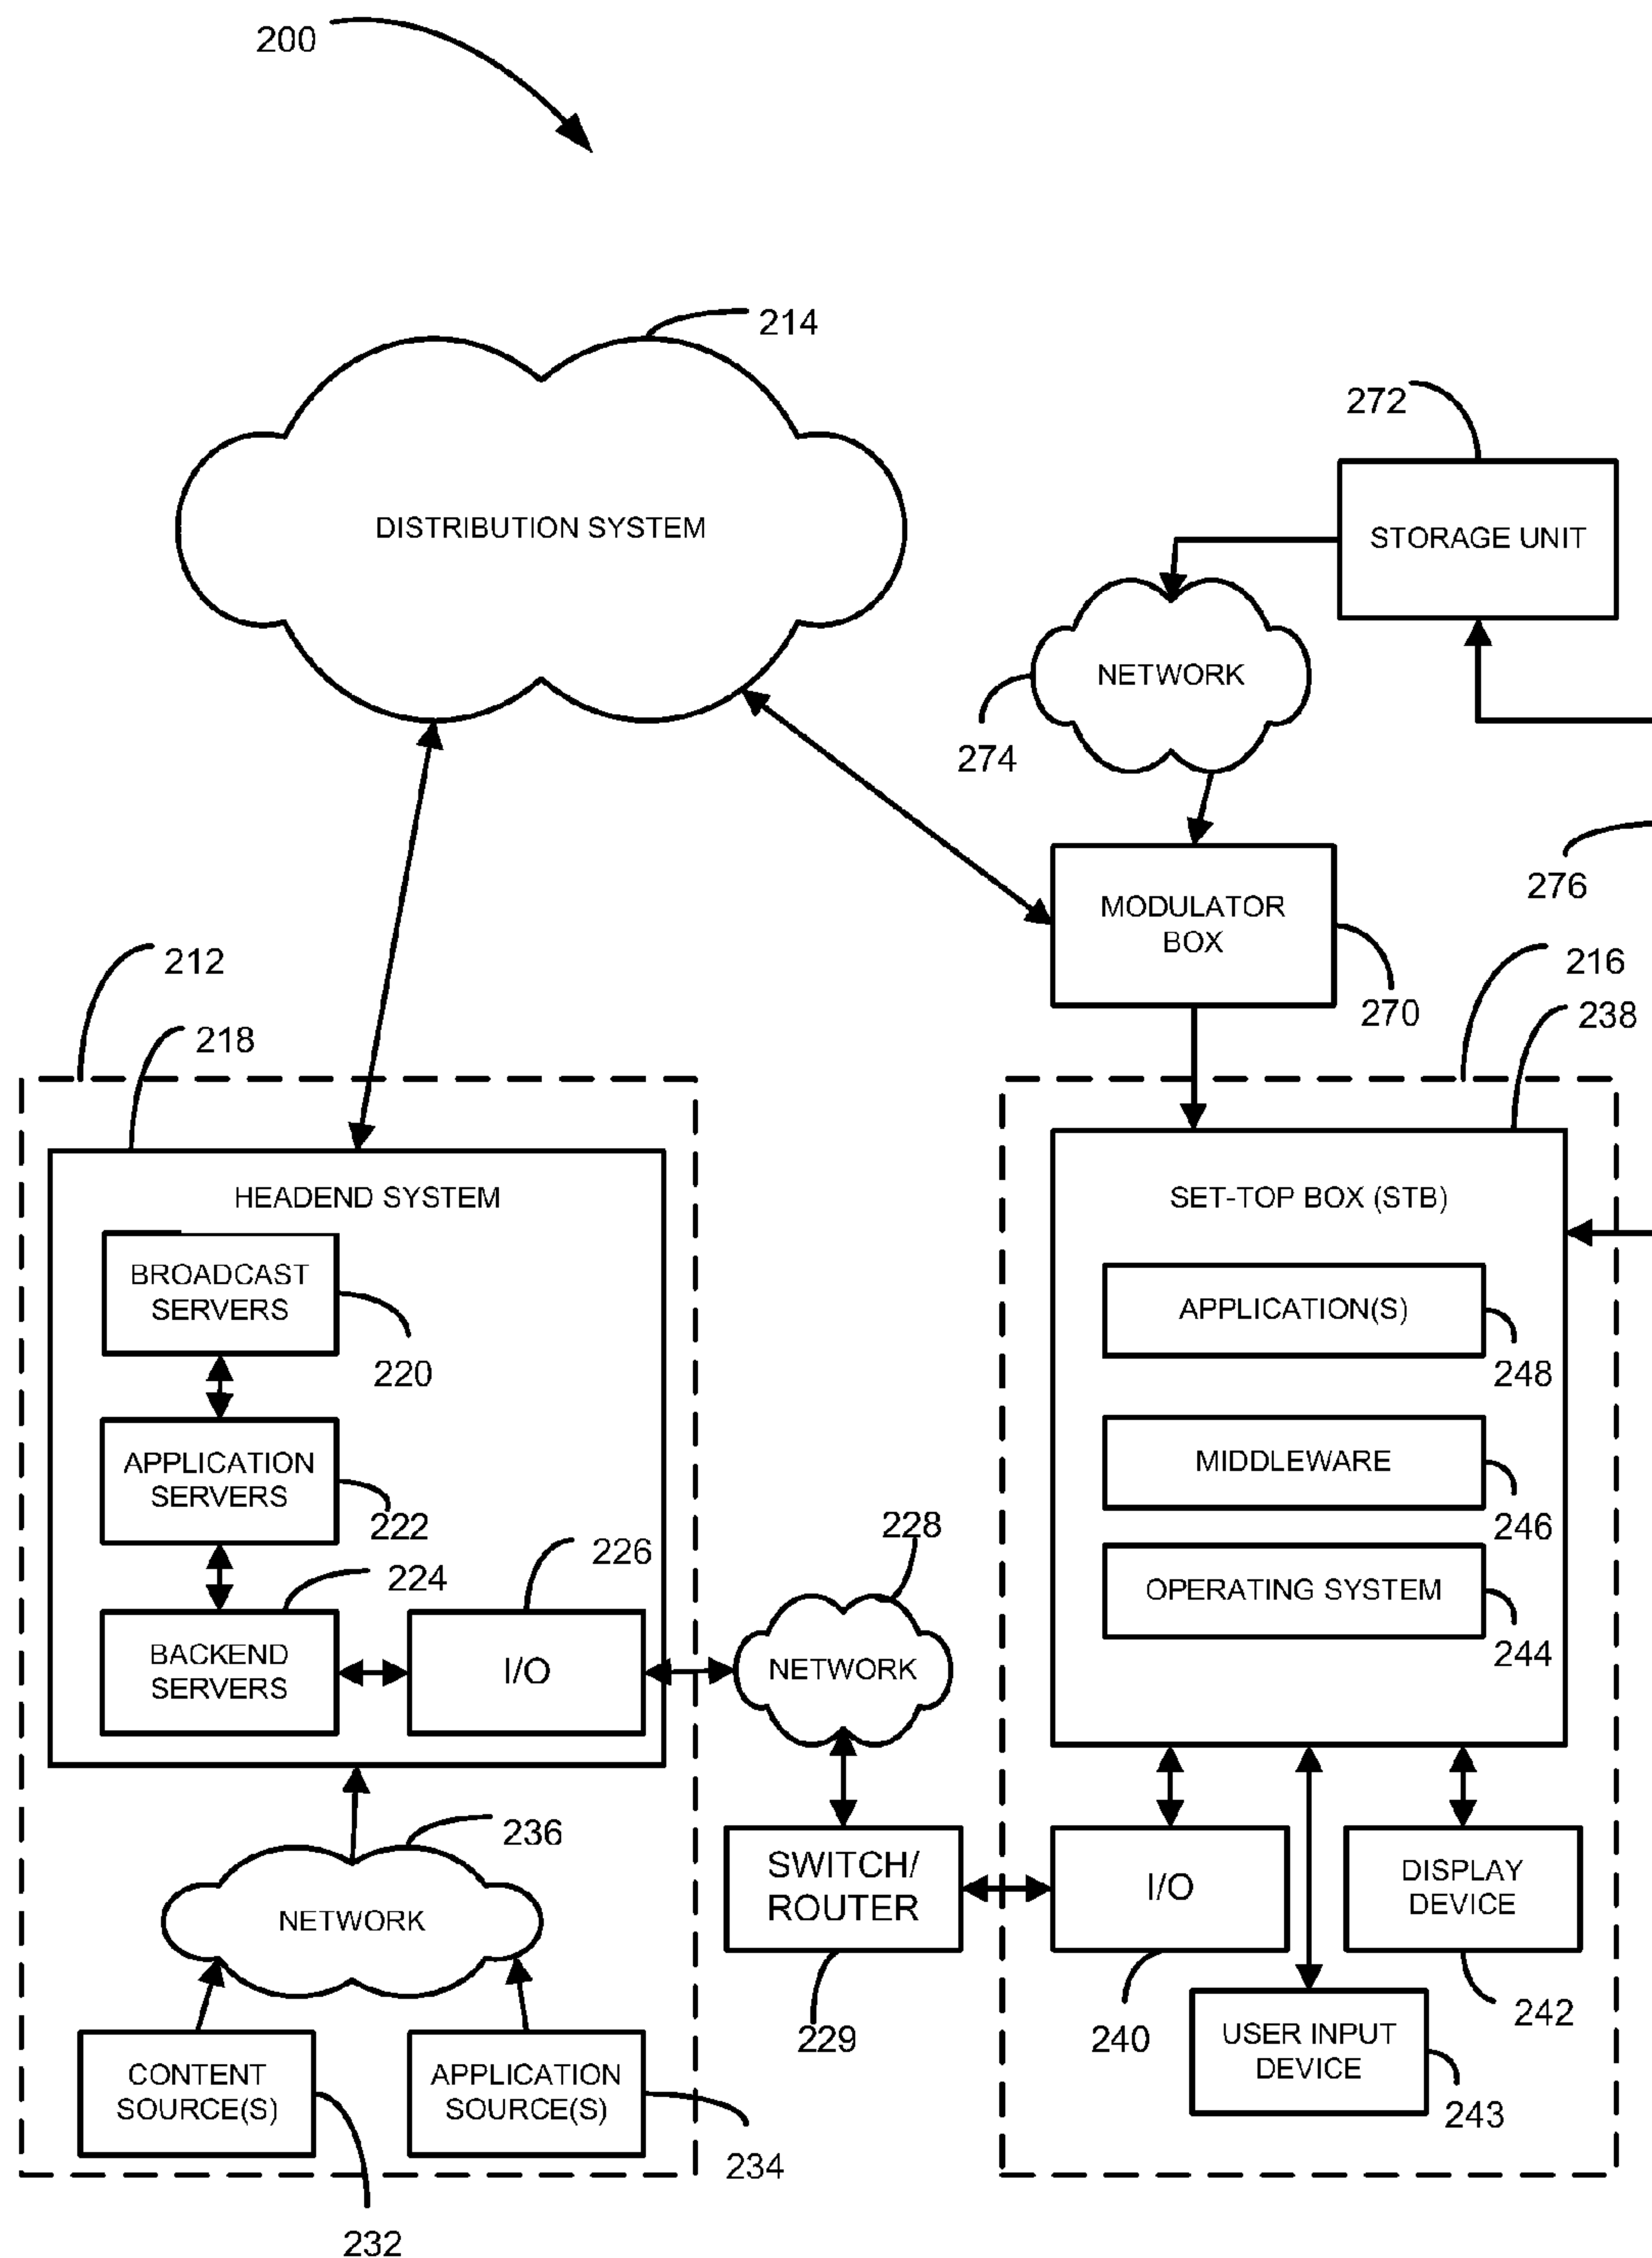 200
214
DISTRIBUTION SYSTEM
272
STORAGE UNIT
NETWORK
274
276
MODULATOR
BOX
270
212
218
216
238
HEADEND SYSTEM
BROADCAST
SERVERS
220
APPLICATION
SERVERS
222
224
226
BACKEND
SERVERS
I/O
228
NETWORK
SET-TOP BOX (STB)
APPLICATION(S)
248
MIDDLEWARE
246
OPERATING SYSTEM
244
236
NETWORK
SWITCH/
ROUTER
229
I/O
240
DISPLAY
DEVICE
242
USER INPUT
DEVICE
243
CONTENT
SOURCE(S)
232
APPLICATION
SOURCE(S)
234